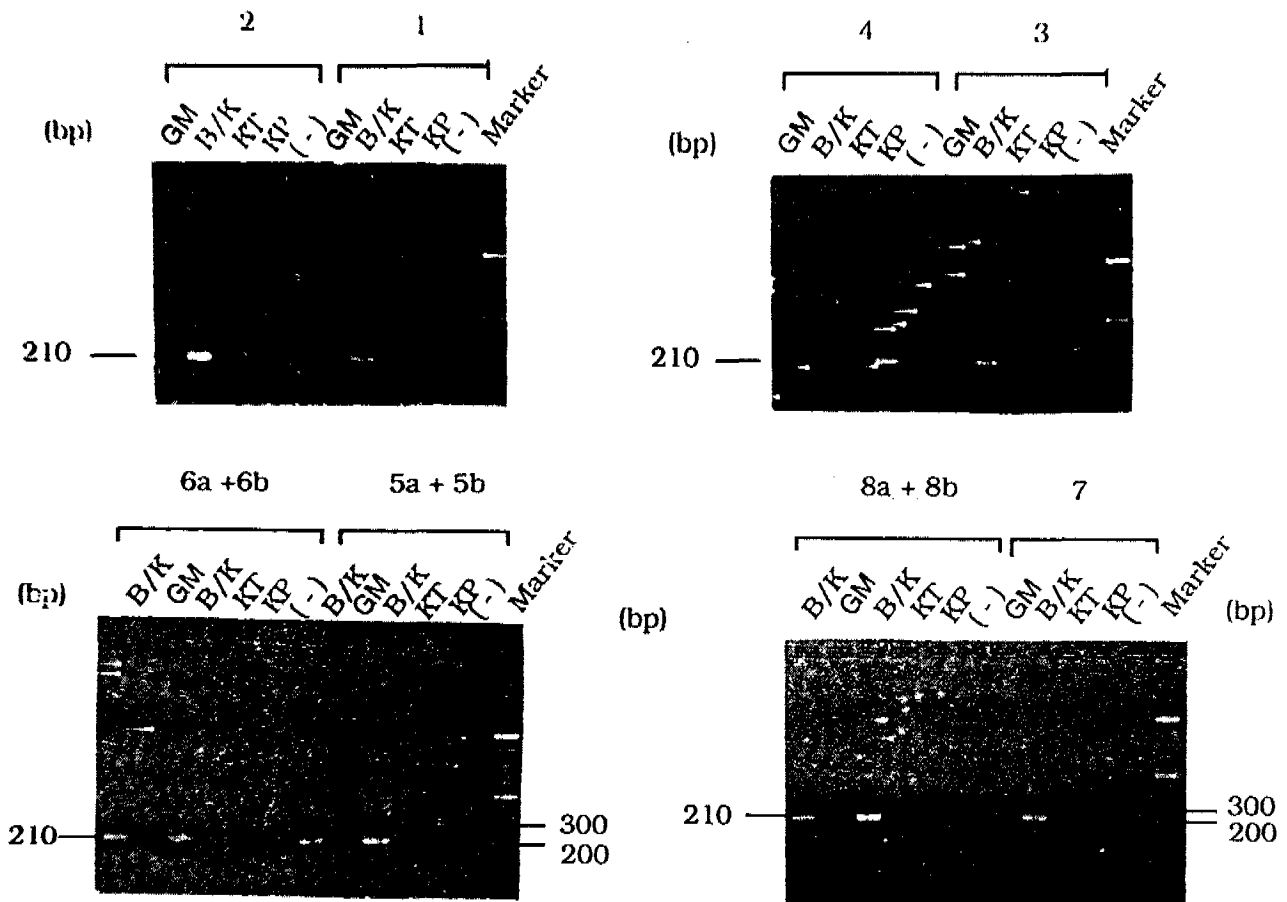 2 1
(bp) GM B/K KT KP (-) GM B/K KT KP (-) Marker
210
4 3
(bp) GM B/K KT KP (-) GM B/K KT KP (-) Marker
210
6a +6b 5a + 5b
(bp) B/K GM B/K KT KP (-) B/K GM B/K KT KP (-) Marker
210
300
200
8a + 8b 7
(bp) B/K GM B/K KT KP (-) GM B/K KT KP (-) Marker (bp)
210
300
200